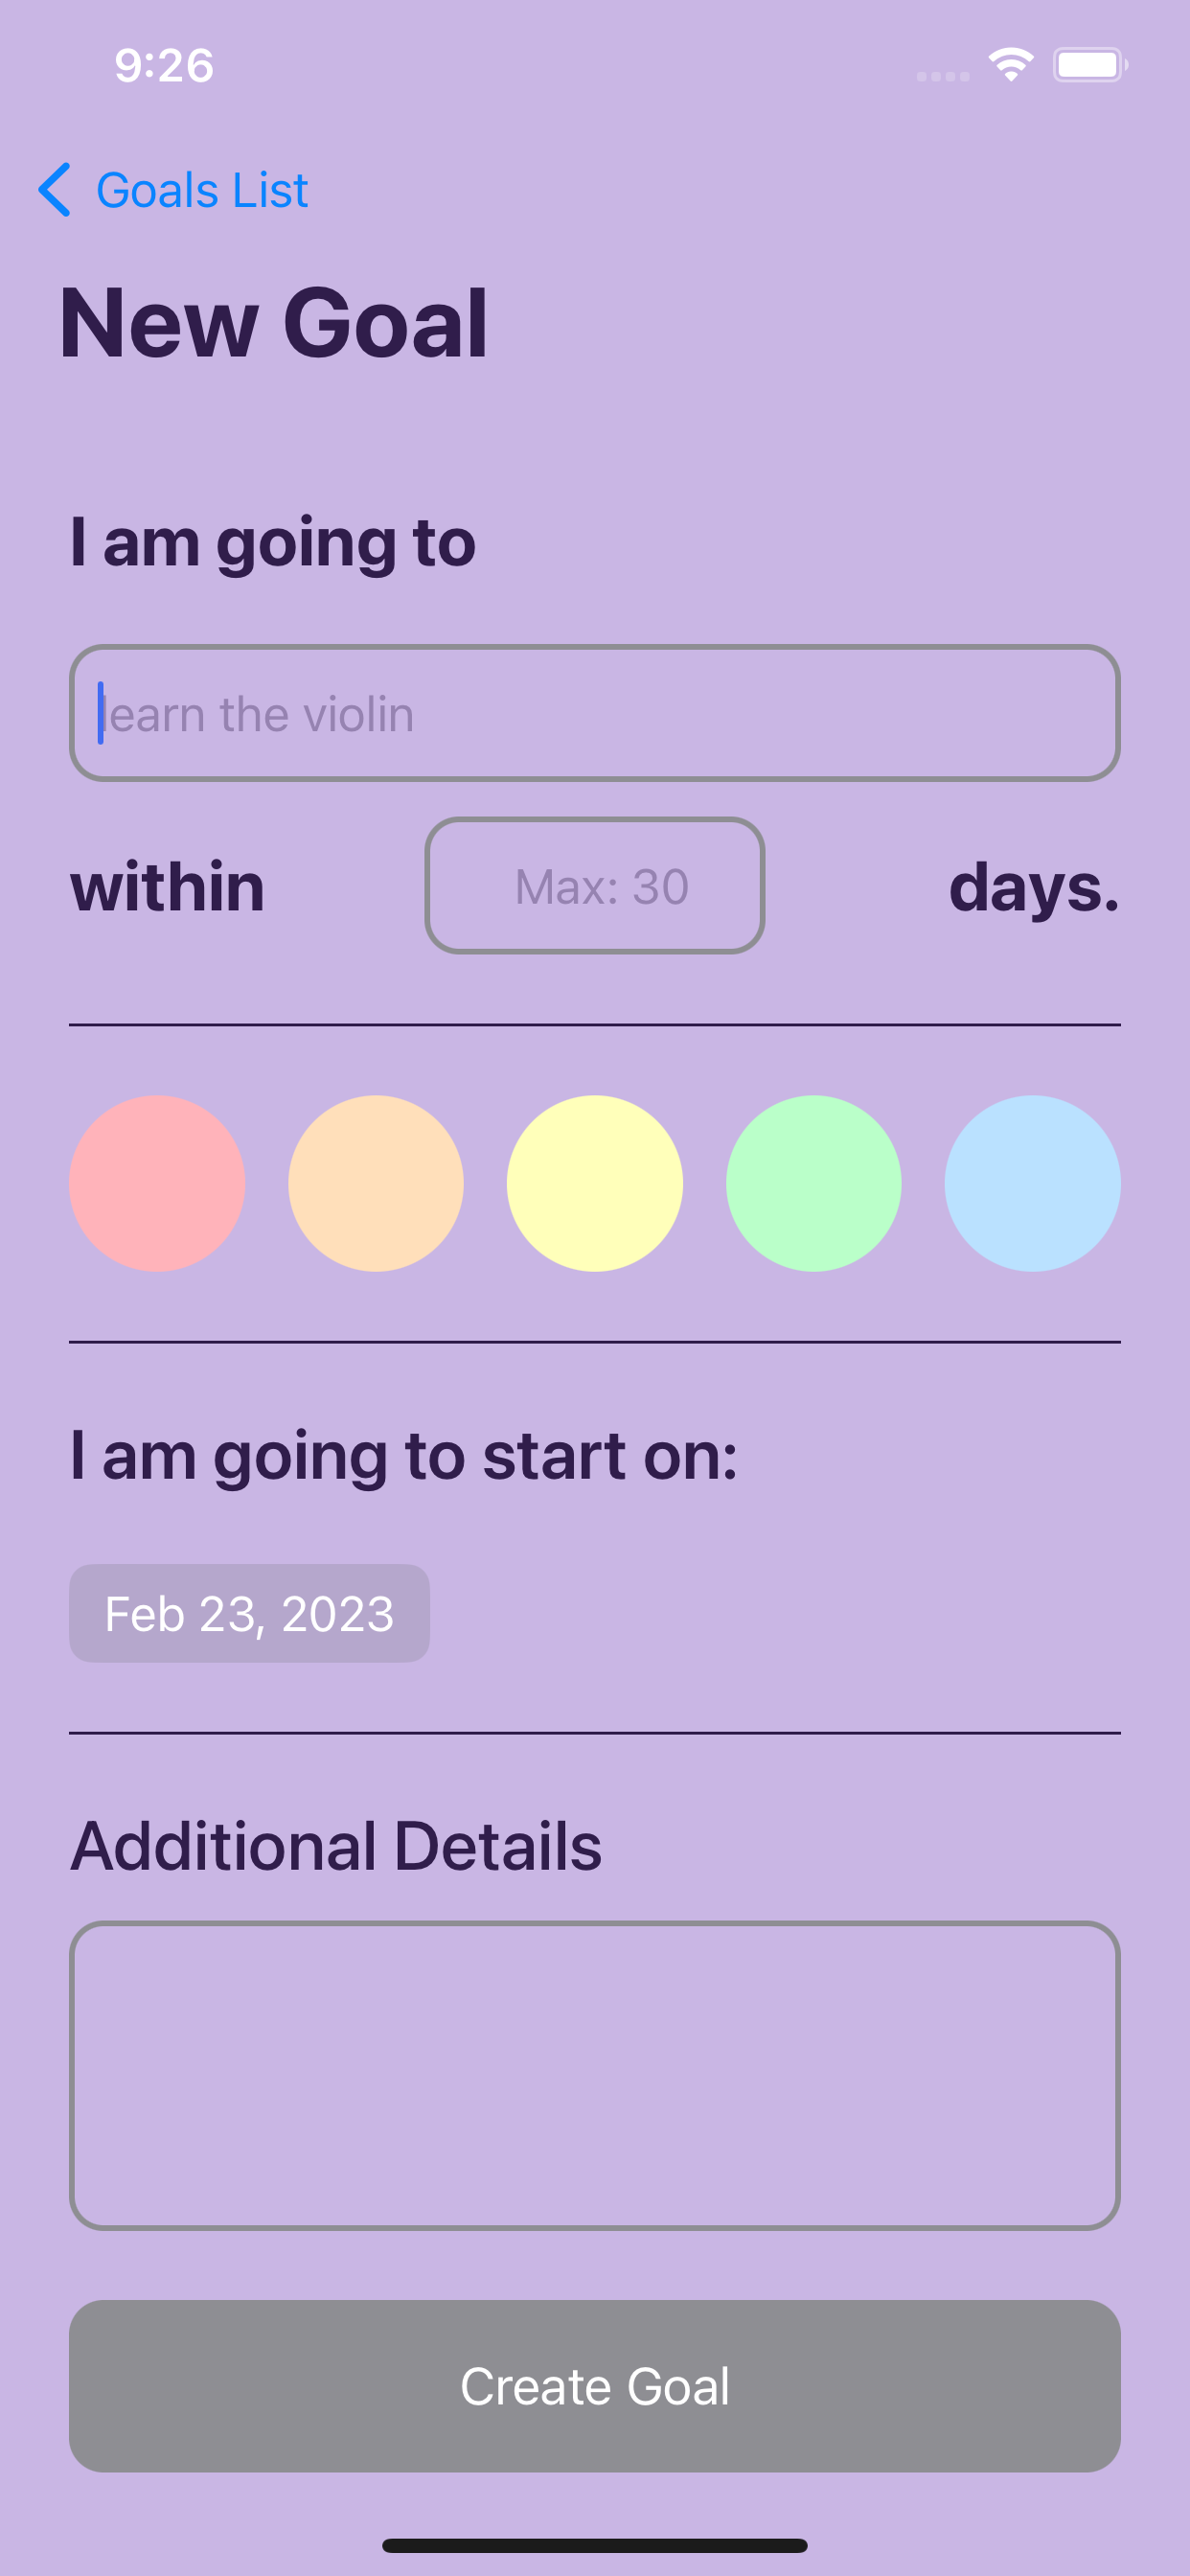 9:26
Goals List
New Goal
I am going to
learn the violin
within Max: 30 days.
I am going to start on:
Feb 23, 2023
Additional Details
Create Goal